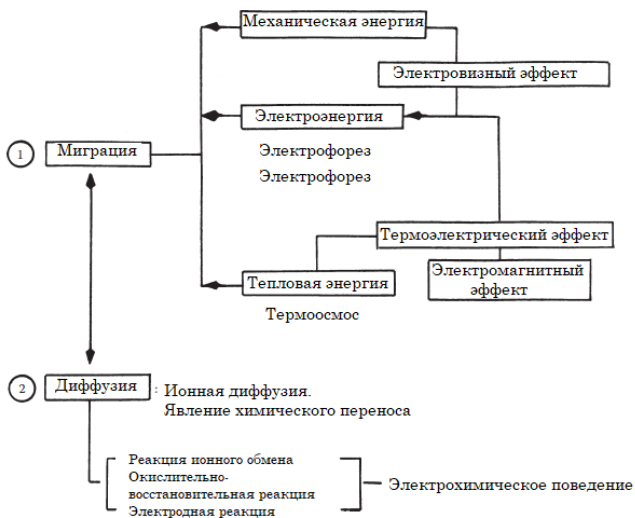 Механическая энергия
Электровизный эффект
Электроэнергия
Электрофорез
Электрофорез
1 Миграция
Термоэлектрический эффект
Электромагнитный
эффект
Тепловая энергия
Термоосмос
2 Диффузия : Ионная диффузия.
Явление химического переноса
Реакция ионного обмена
Окислительно-
восстановительная реакция
Электродная реакция
Электрохимическое поведение